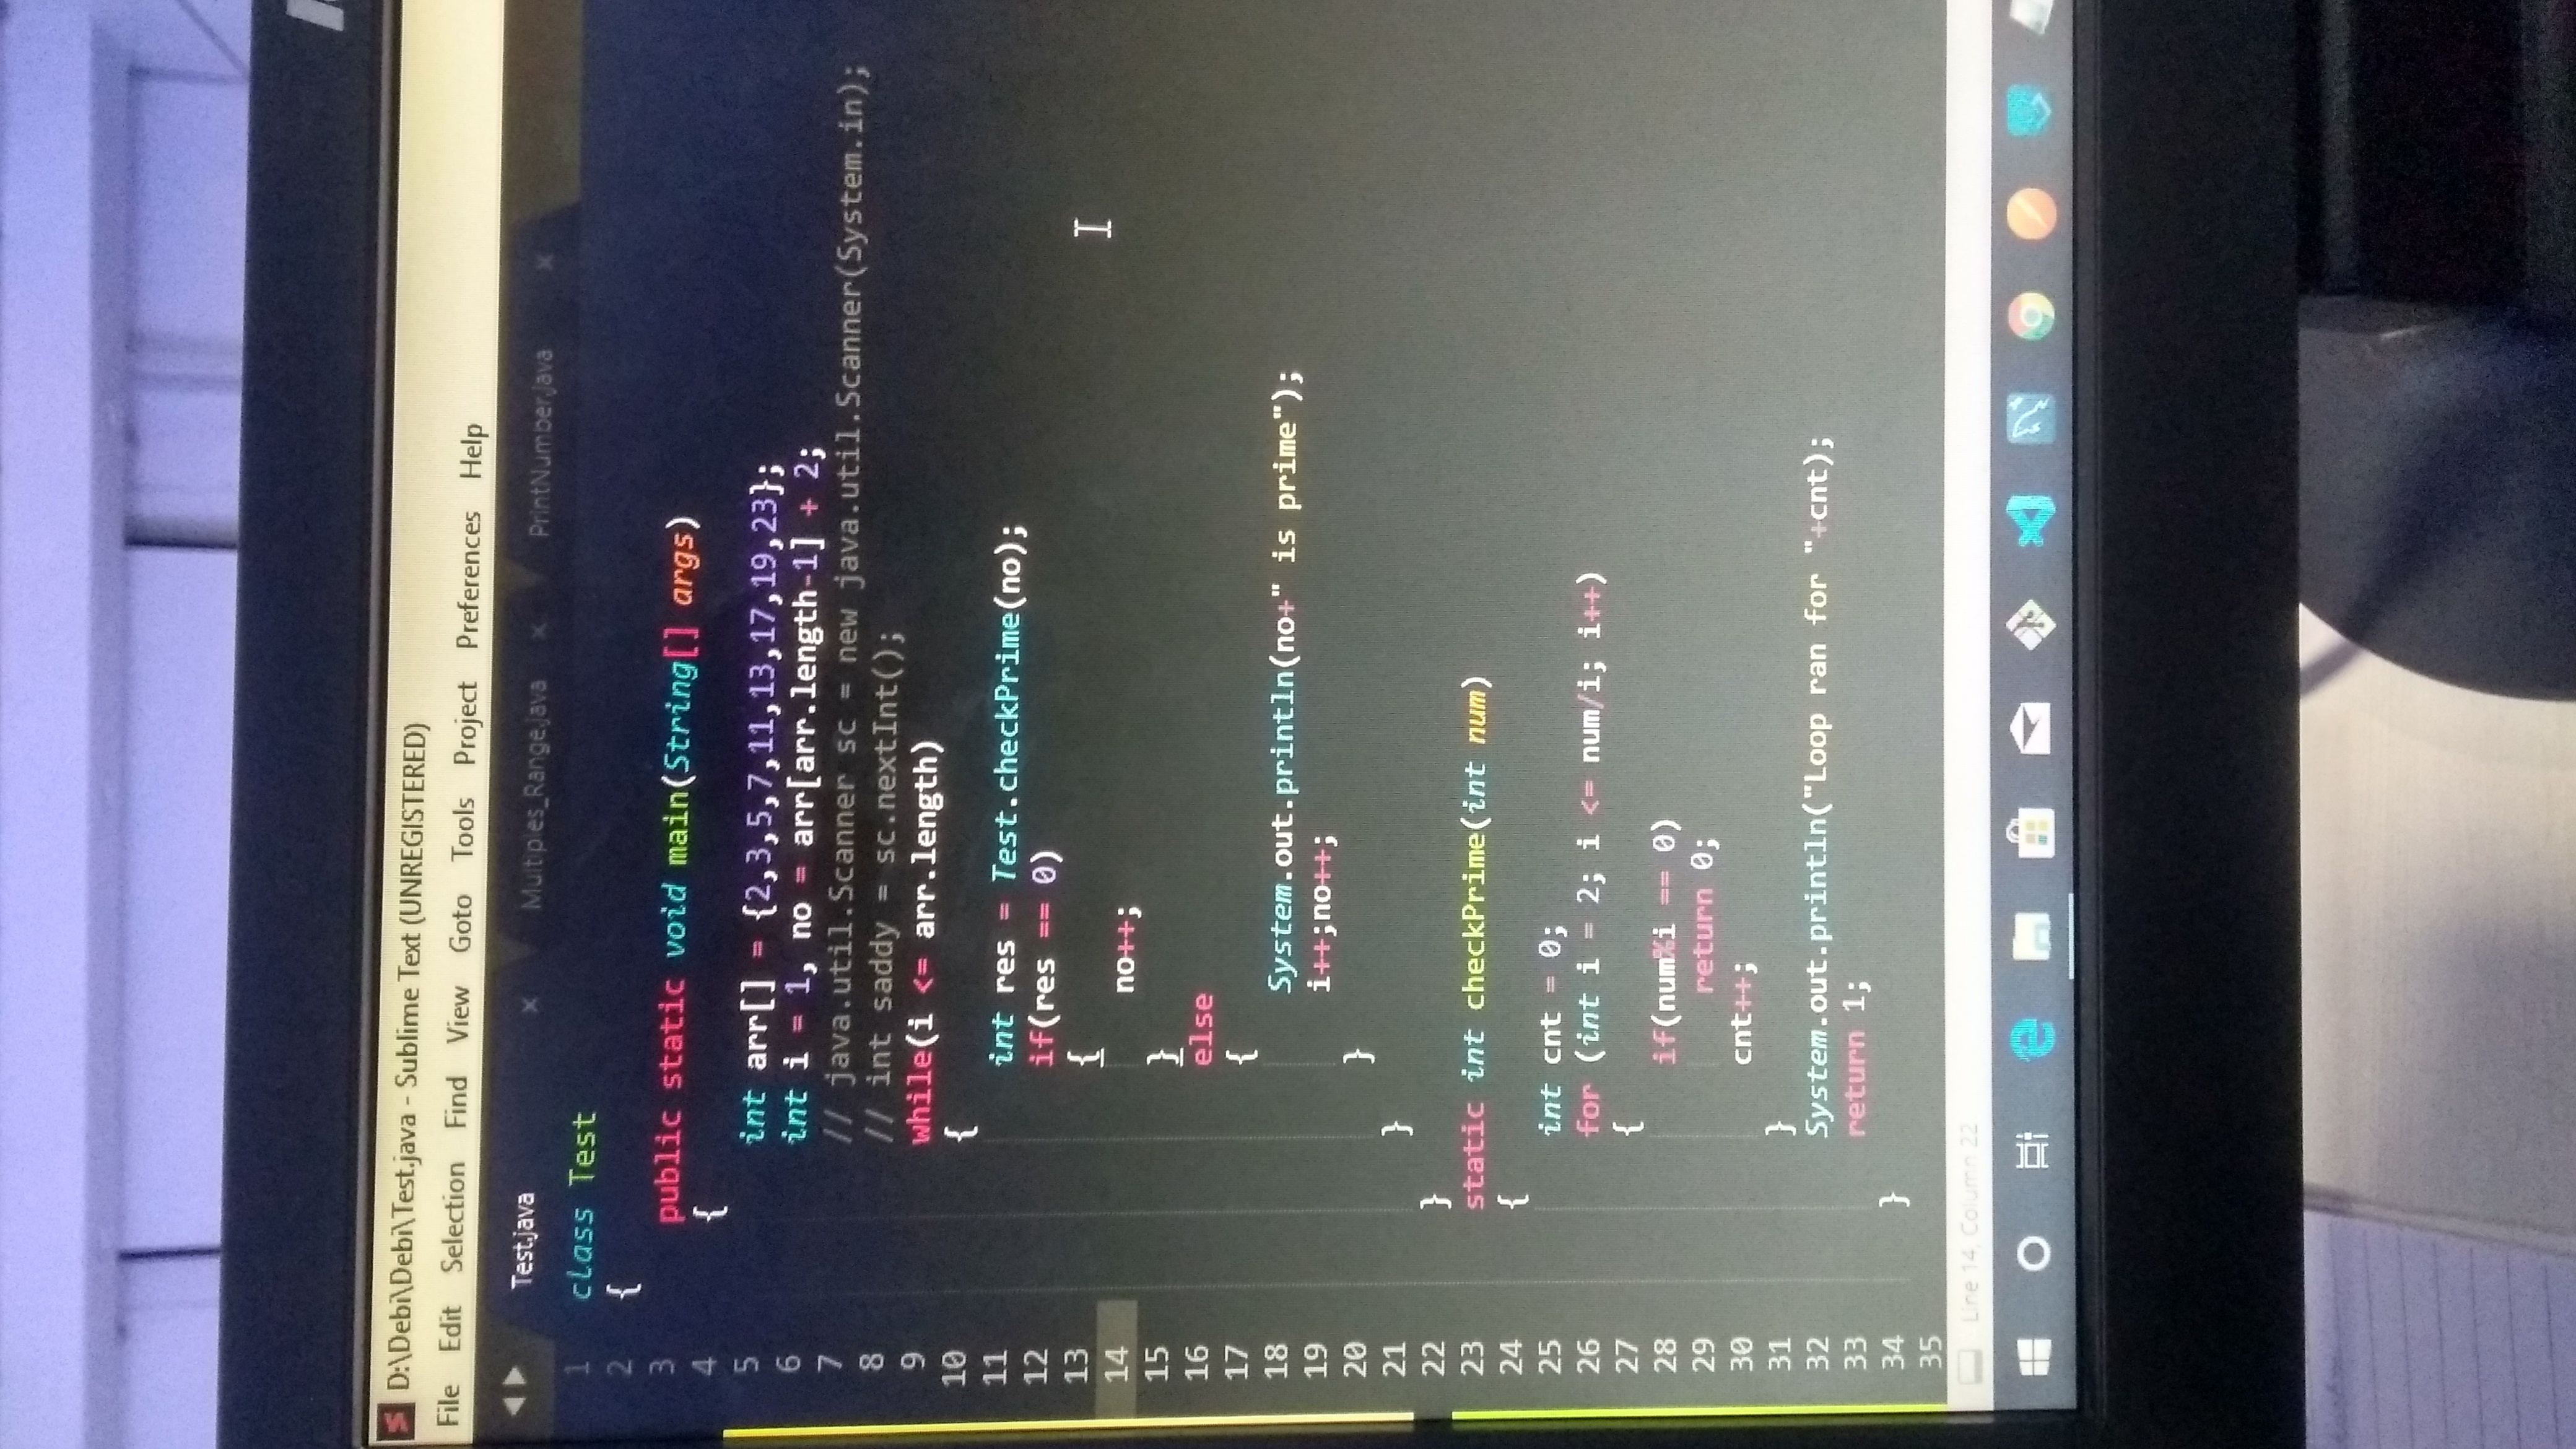 D:\Debi\Debi\Test.java - Sublime Text (UNREGISTERED)
File Edit Selection Find View Goto Tools Project Preferences Help
Test.java Multiples_Range.java PrintNumber.java
1 class Test
2 {
3 public static void main(String[] args)
4 {
5 int arr[] = {2,3,5,7,11,13,17,19,23};
6 int i = 1, no = arr[arr.length-1] + 2;
7 // java.util.Scanner sc = new java.util.Scanner(System.in);
8 // int saddy = sc.nextInt();
9 while(i <= arr.length)
10 {
11 int res = Test.checkPrime(no);
12 if(res == 0)
13 {
14 no++;
15 }
16 else
17 {
18 System.out.println(no+" is prime");
19 i++;no++;
20 }
21 }
22 }
23 static int checkPrime(int num)
24 {
25 int cnt = 0;
26 for (int i = 2; i <= num/i; i++)
27 {
28 if(num%i == 0)
29 return 0;
30 cnt++;
31 }
32 System.out.println("Loop ran for "+cnt);
33 return 1;
34 }
35
Line 14, Column 22